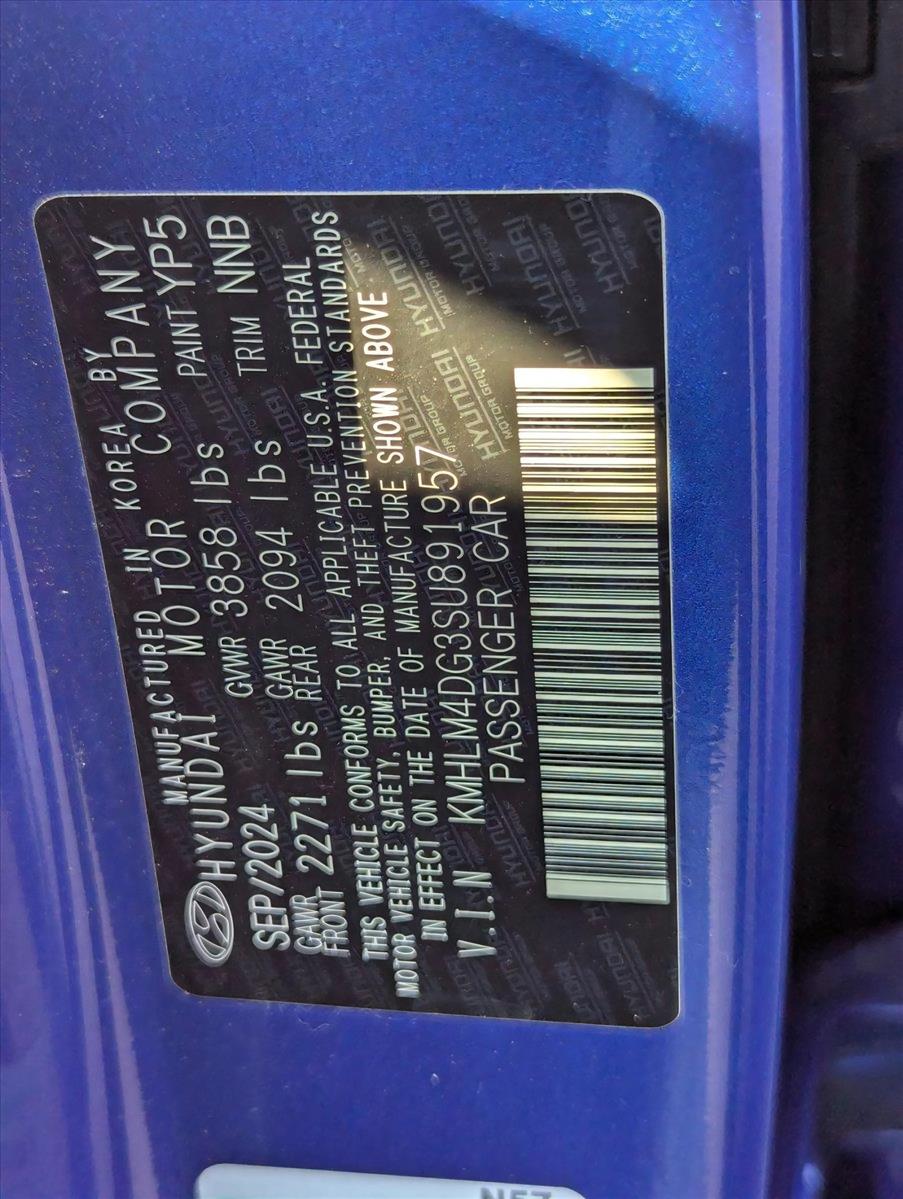 MANUFACTURED IN KOREA BY
HYUNDAI MOTOR COMPANY
SEP/2024 GVWR 3858 lbs PAINT YP5
GAWR FRONT 2271 lbs GAWR REAR 2094 lbs TRIM NNB
THIS VEHICLE CONFORMS TO ALL APPLICABLE U.S.A. FEDERAL
MOTOR VEHICLE SAFETY, BUMPER, AND THEFT PREVENTION STANDARDS
IN EFFECT ON THE DATE OF MANUFACTURE SHOWN ABOVE
V.I.N KMHLM4DG3SU891957
PASSENGER CAR